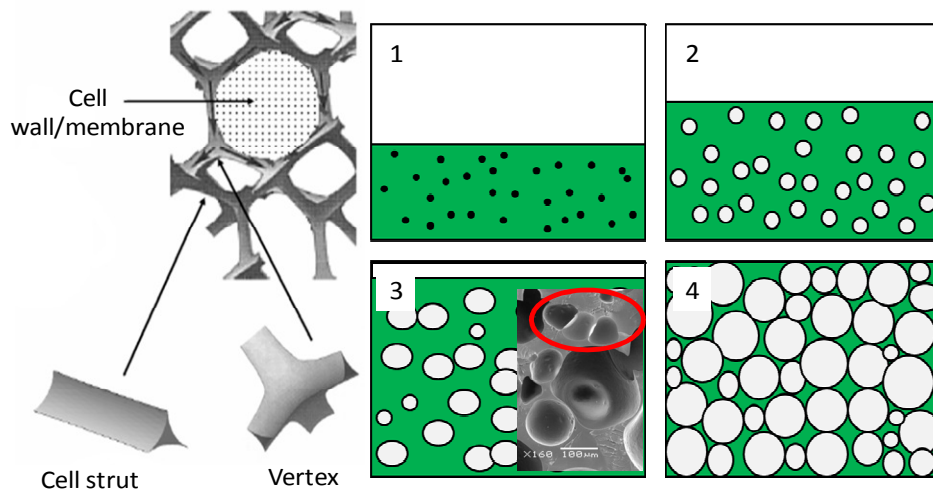 Cell
wall/membrane
Cell strut
Vertex
1
2
3
4
X160 100μm